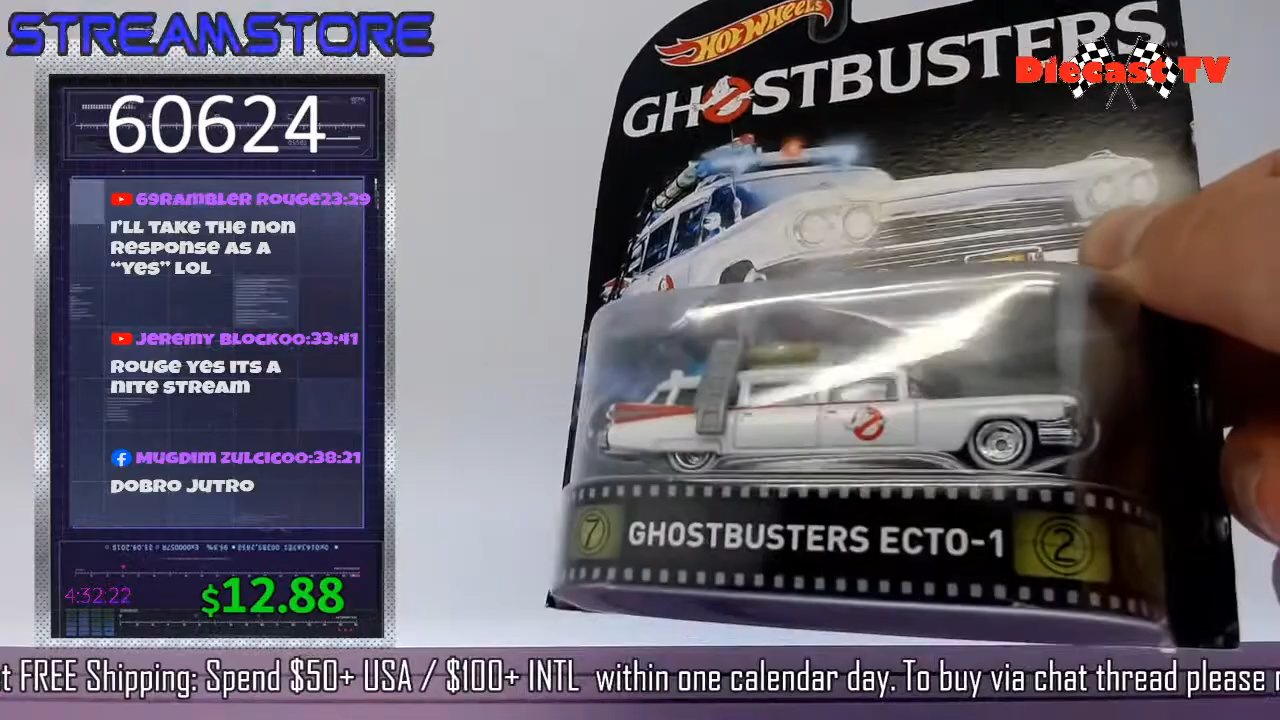 STREAMSTORE
60624
69Rambler Rouge23:29
I'll take the non
response as a
“yes” LOL
Jeremy Block00:33:41
Rouge yes its a
nite stream
Mugdim Zulcic00:38:21
Dobro jutro
4:32:22
$12.88
Hot Wheels
GHOSTBUSTERS
Diecast TV
7
GHOSTBUSTERS ECTO-1
2
t FREE Shipping: Spend $50+ USA / $100+ INTL within one calendar day. To buy via chat thread please